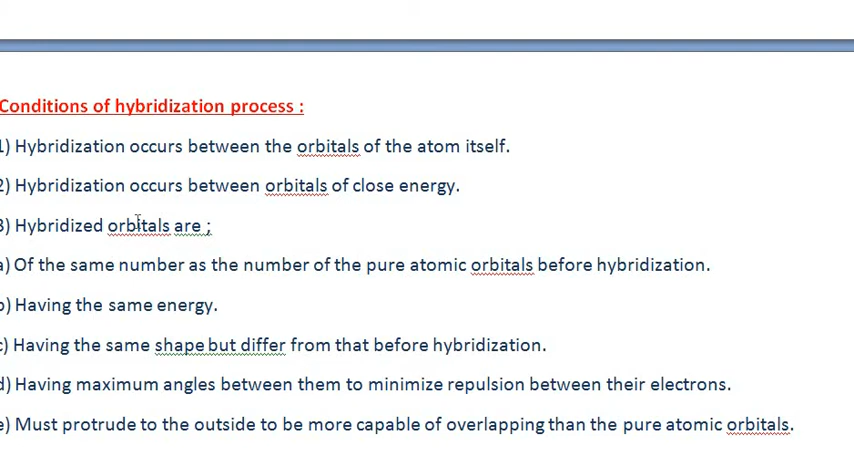 Conditions of hybridization process :
1) Hybridization occurs between the orbitals of the atom itself.
2) Hybridization occurs between orbitals of close energy.
3) Hybridized orbitals are ;
a) Of the same number as the number of the pure atomic orbitals before hybridization.
b) Having the same energy.
c) Having the same shape but differ from that before hybridization.
d) Having maximum angles between them to minimize repulsion between their electrons.
e) Must protrude to the outside to be more capable of overlapping than the pure atomic orbitals.